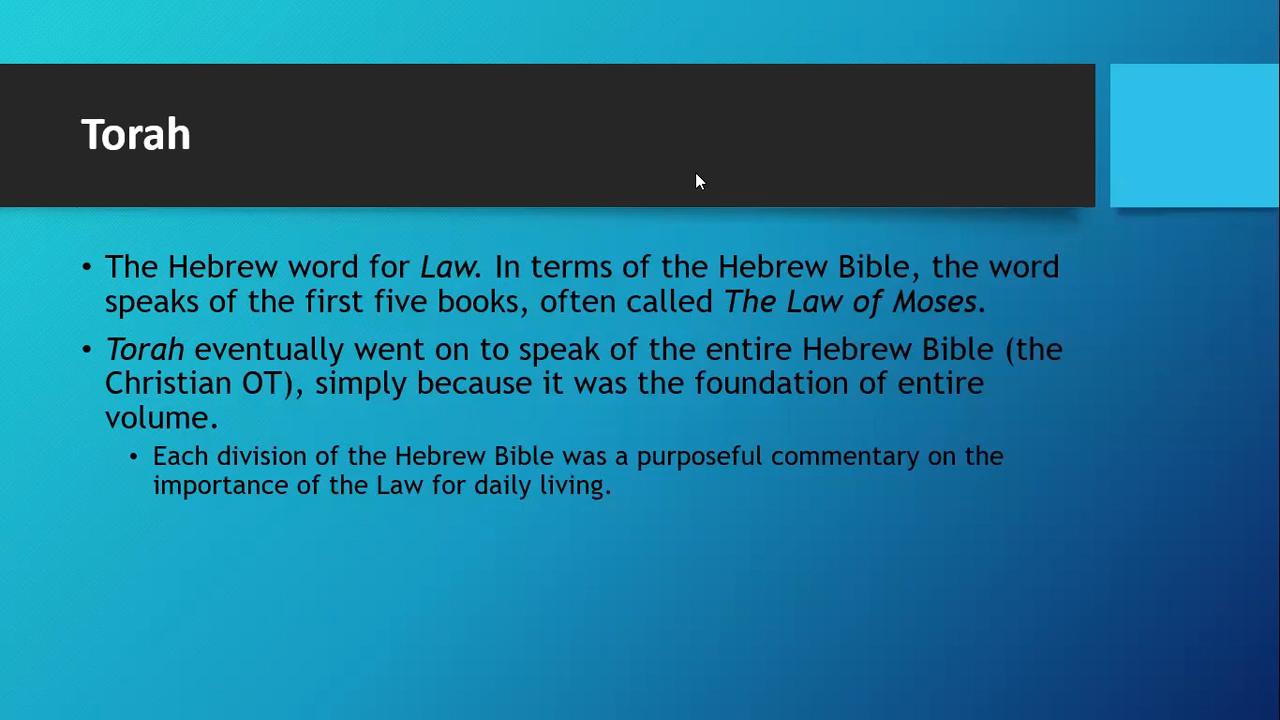 Torah
• The Hebrew word for Law. In terms of the Hebrew Bible, the word
speaks of the first five books, often called The Law of Moses.
• Torah eventually went on to speak of the entire Hebrew Bible (the
Christian OT), simply because it was the foundation of entire
volume.
• Each division of the Hebrew Bible was a purposeful commentary on the
importance of the Law for daily living.